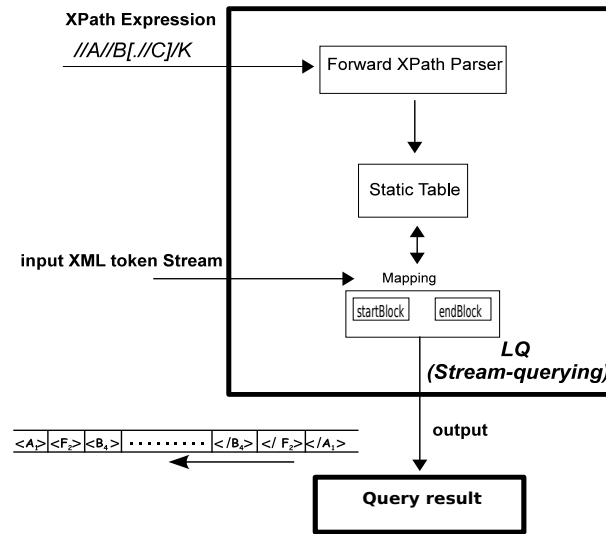 XPath Expression
//A//B[.//C]/K
Forward XPath Parser
Static Table
input XML token Stream
Mapping
startBlock endBlock
LQ
(Stream-querying)
output
<A₁> <F₂> <B₄> ......... </B₄> </ F₂> </A₁>
Query result